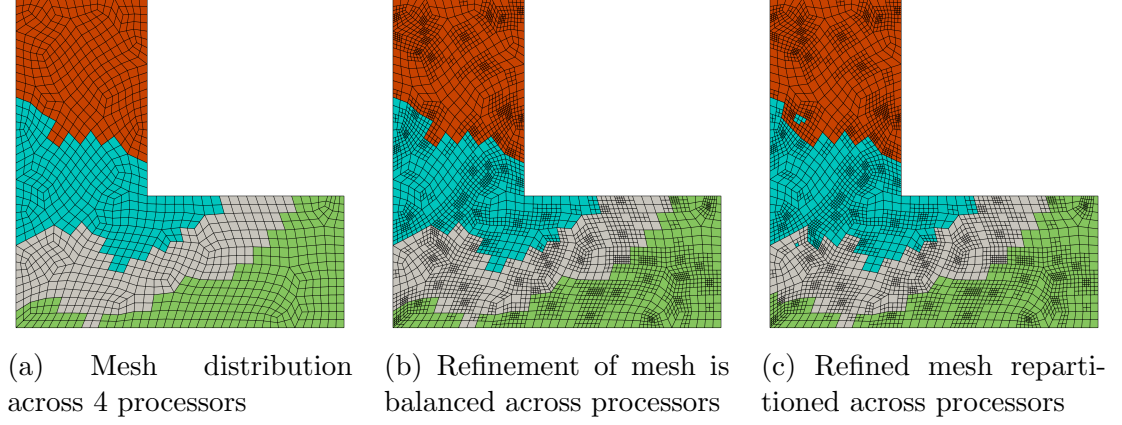 (a) Mesh distribution
across 4 processors
(b) Refinement of mesh is
balanced across processors
(c) Refined mesh reparti-
tioned across processors